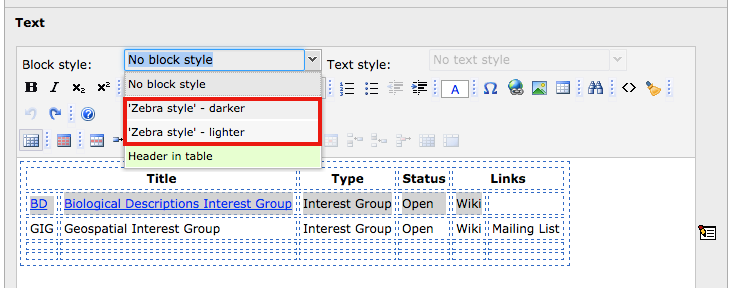 Text
Block style: No block style Text style: No text style
No block style
B I x₂ x² A Ω <>
'Zebra style' - darker
'Zebra style' - lighter
Header in table
Title Type Status Links
BD Biological Descriptions Interest Group Interest Group Open Wiki
GIG Geospatial Interest Group Interest Group Open Wiki Mailing List